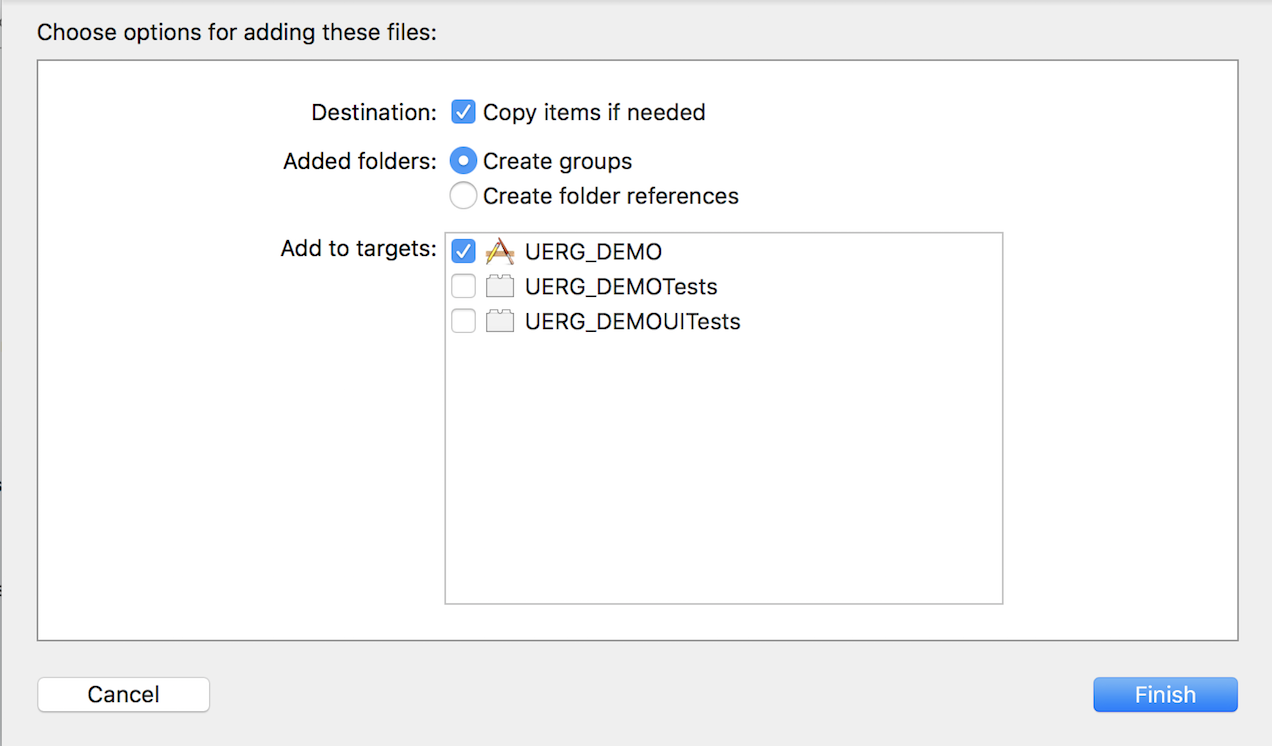 Choose options for adding these files:
Destination: Copy items if needed
Added folders: Create groups
Create folder references
Add to targets: UERG_DEMO
UERG_DEMOTests
UERG_DEMOUITests
Cancel Finish